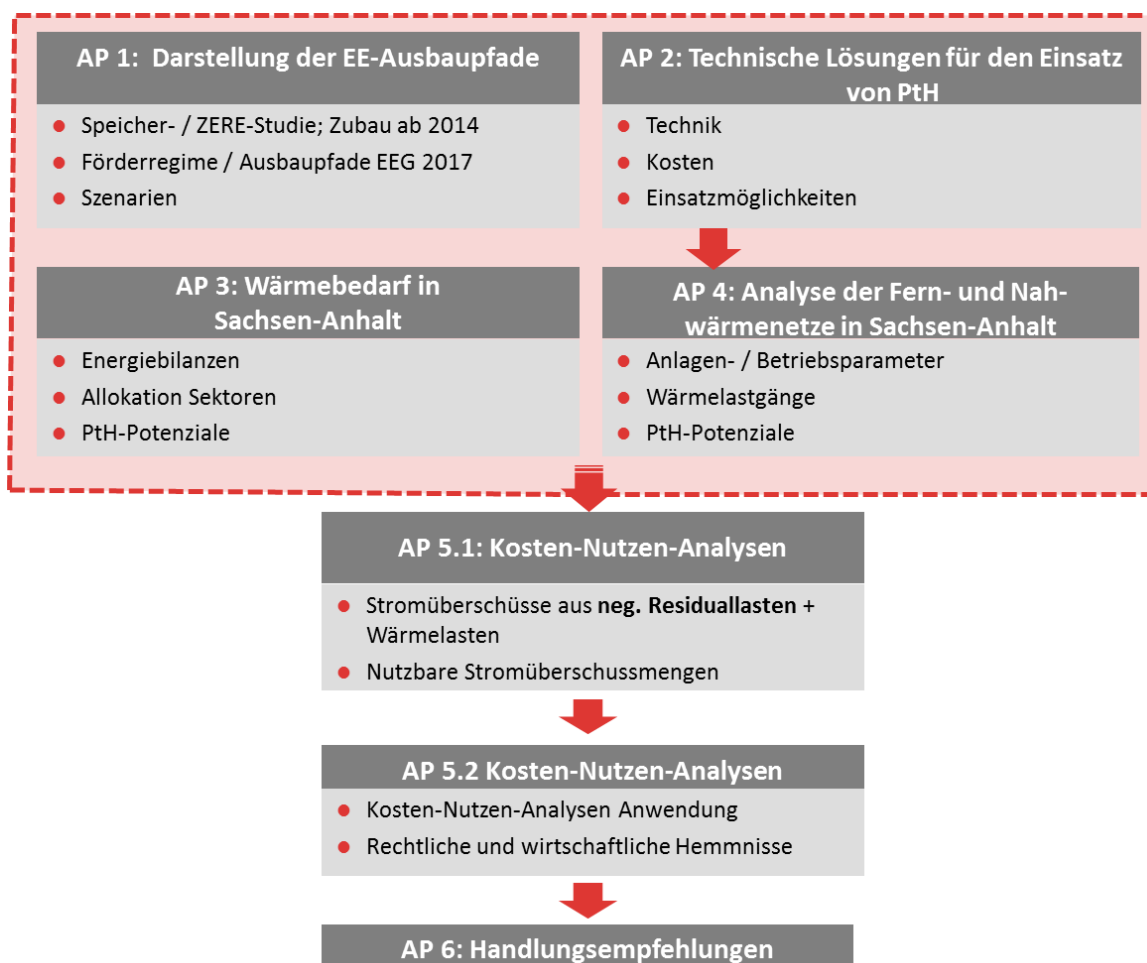 AP 1:  Darstellung der EE-Ausbaupfade
Speicher- / ZERE-Studie; Zubau ab 2014
Förderregime / Ausbaupfade EEG 2017
Szenarien
AP 2: Technische Lösungen für den Einsatz
von PtH
Technik
Kosten
Einsatzmöglichkeiten
AP 3: Wärmebedarf in
Sachsen-Anhalt
Energiebilanzen
Allokation Sektoren
PtH-Potenziale
AP 4: Analyse der Fern- und Nah-
wärmenetze in Sachsen-Anhalt
Anlagen- / Betriebsparameter
Wärmelastgänge
PtH-Potenziale
AP 5.1: Kosten-Nutzen-Analysen
Stromüberschüsse aus neg. Residuallasten +
Wärmelasten
Nutzbare Stromüberschussmengen
AP 5.2 Kosten-Nutzen-Analysen
Kosten-Nutzen-Analysen Anwendung
Rechtliche und wirtschaftliche Hemmnisse
AP 6: Handlungsempfehlungen